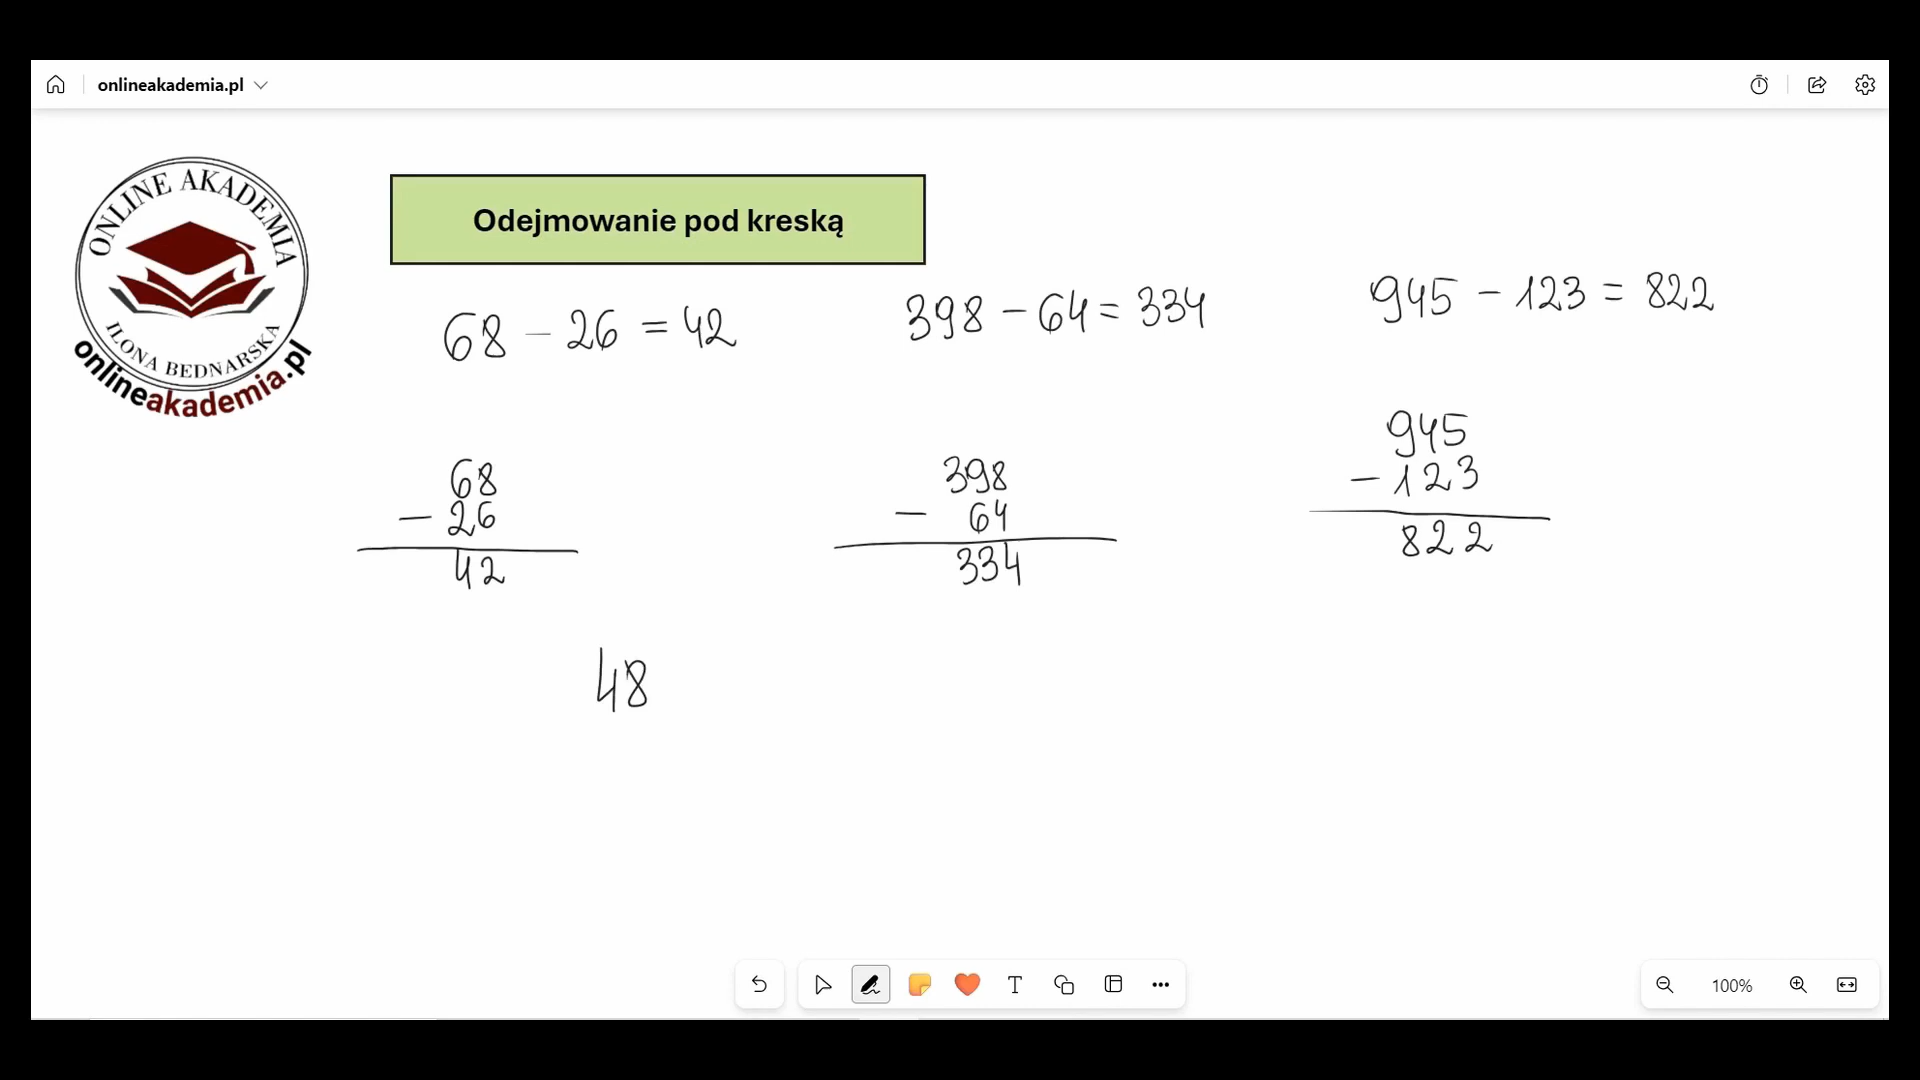 onlineakademia.pl
ONLINE AKADEMIA
ILONA BEDNARSKA
onlineakademia.pl
Odejmowanie pod kreską
68 - 26 = 42
398 - 64 = 334
945 - 123 = 822
68
- 26
42
398
- 64
334
945
- 123
822
48
100%